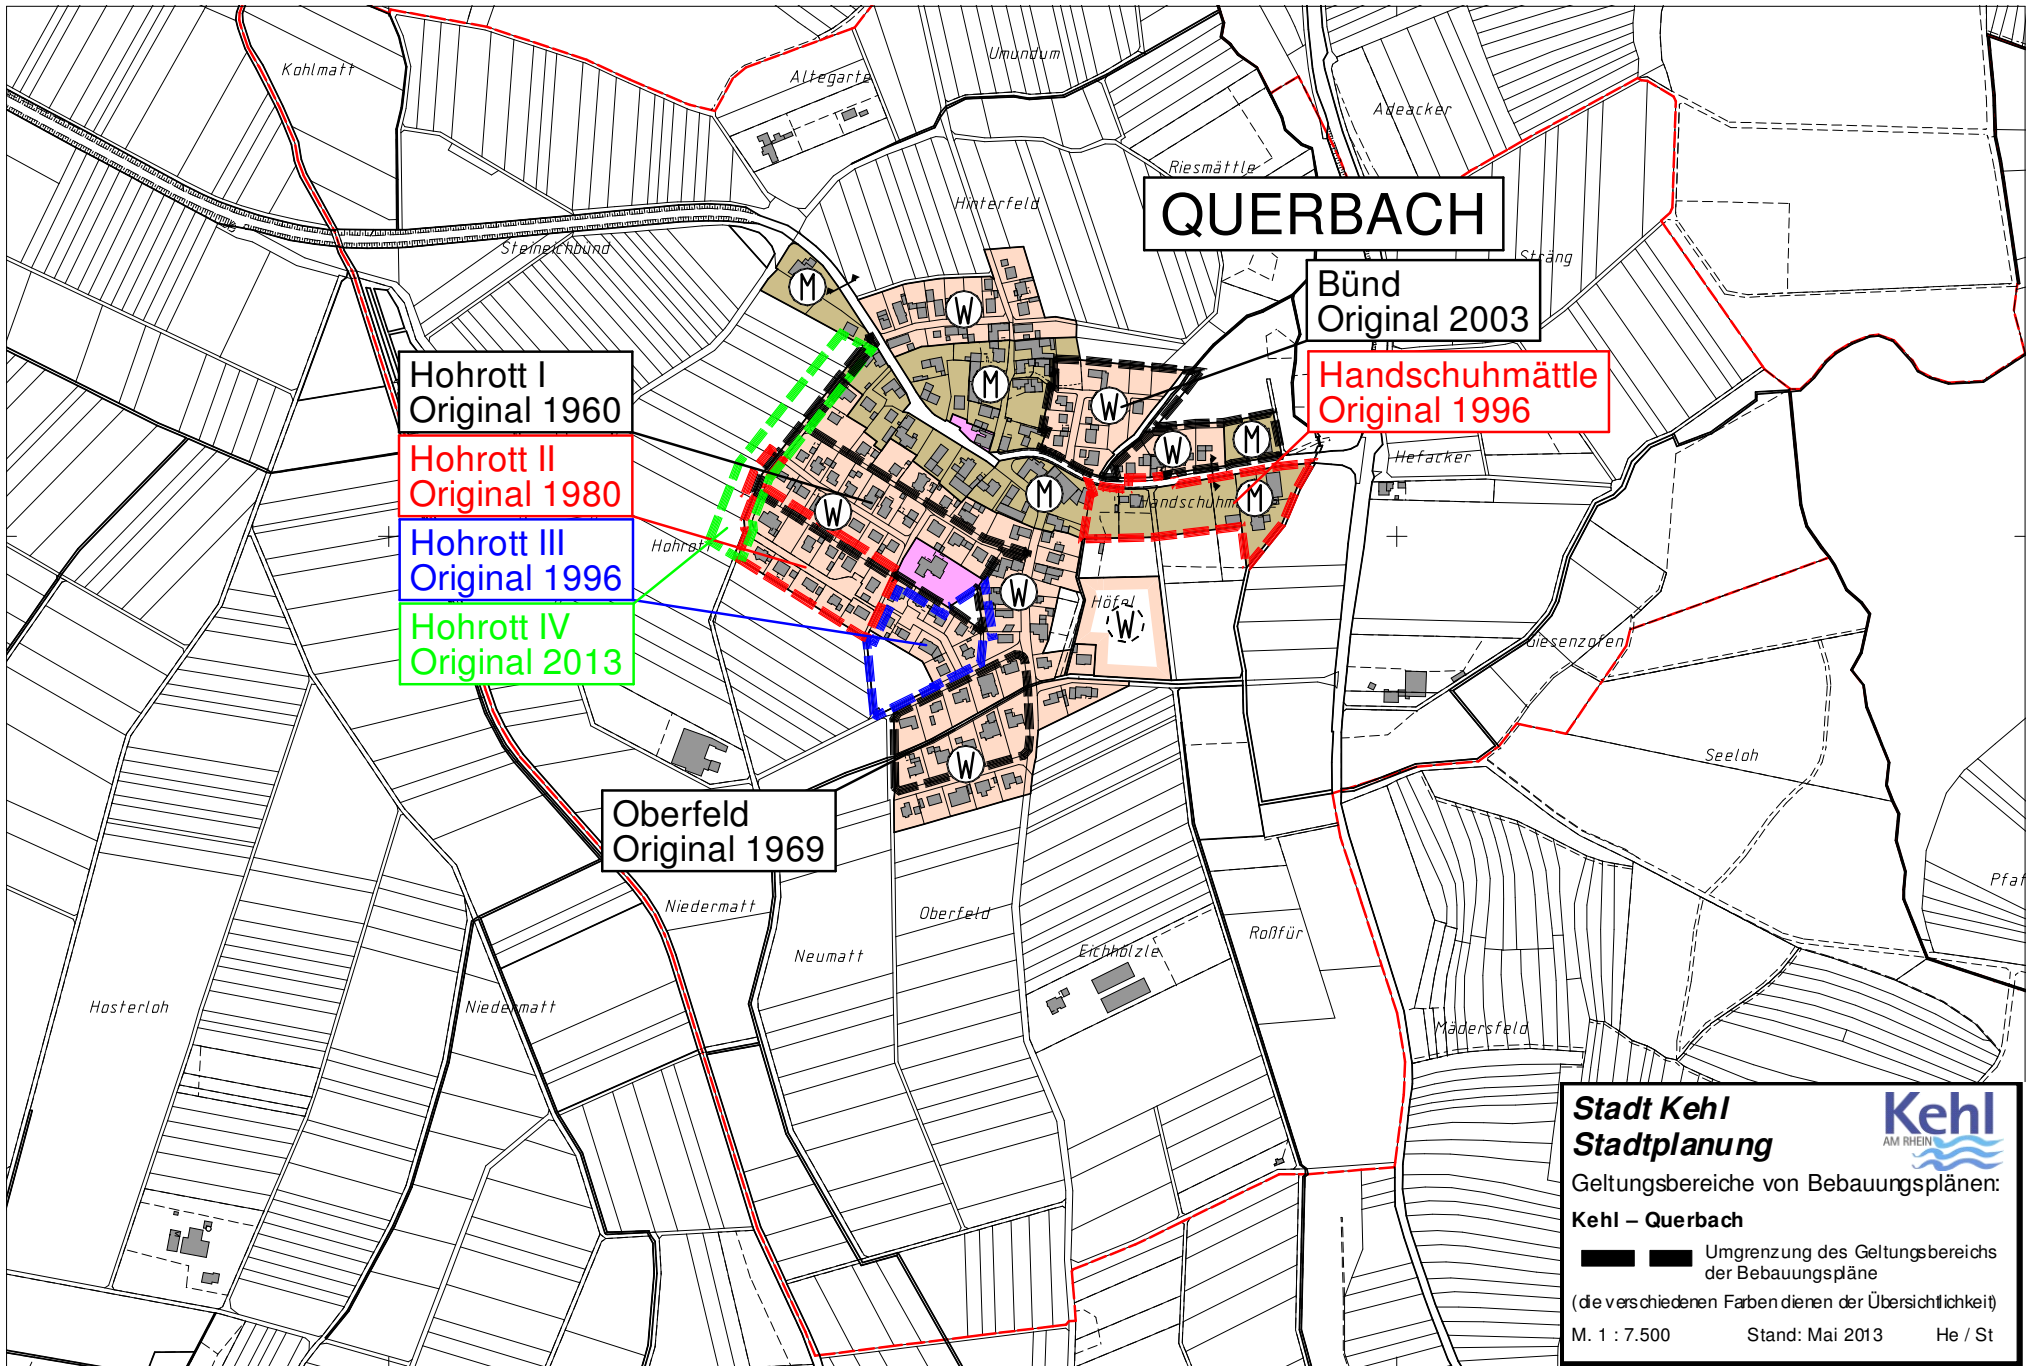 Kohlmatt
Altegarte
Umundum
Adeacker
Riesmättle
QUERBACH
Hinterfeld
Steineichbünd
Sträng
M
W
Bünd
Original 2003
Hohrott I
Original 1960
Handschuhmättle
Original 1996
M
W
W
M
Hohrott II
Original 1980
Hefacker
M
Handschuhm
M
W
Hohrott III
Original 1996
Hohrott
W
Höfel
W
Hohrott IV
Original 2013
Giesenzofen
Seeloh
W
Oberfeld
Original 1969
Pfaf
Niedermatt
Oberfeld
Roßfür
Neumatt
Eichhölzle
Hosterloh
Niedermatt
Mädersfeld
Stadt Kehl
Stadtplanung
Kehl
AM RHEIN
Geltungsbereiche von Bebauungsplänen:
Kehl – Querbach
Umgrenzung des Geltungsbereichs
der Bebauungspläne
(die verschiedenen Farben dienen der Übersichtlichkeit)
M. 1 : 7.500 Stand: Mai 2013 He / St